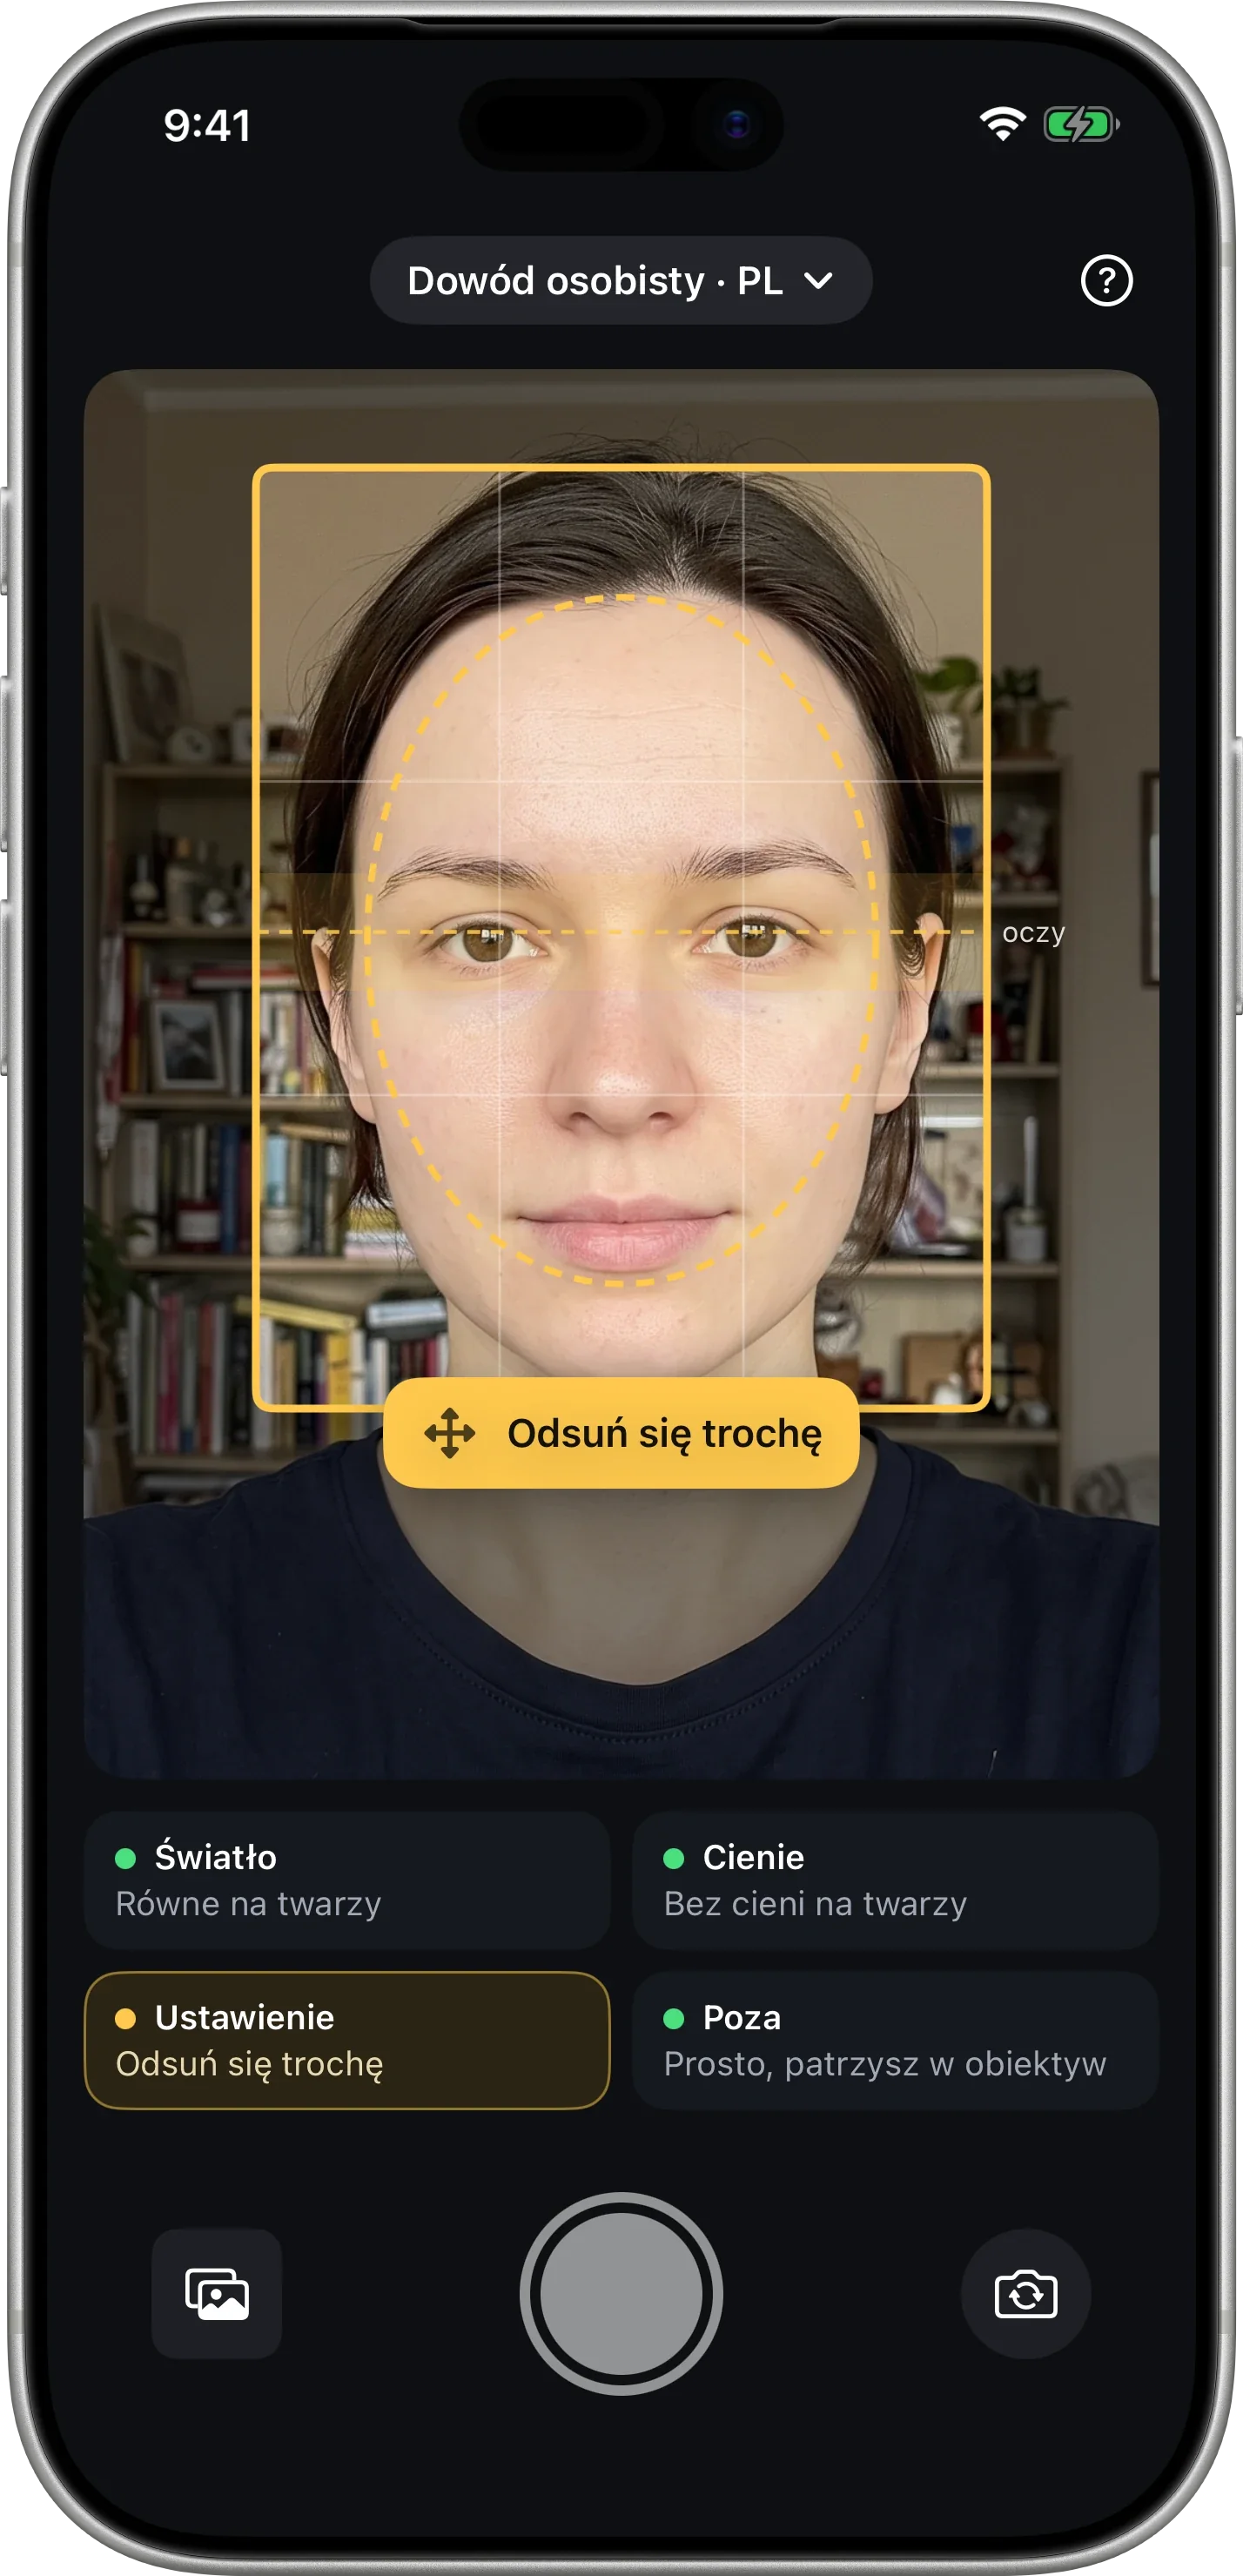 9:41
Dowód osobisty · PL
?
oczy
Odsuń się trochę
Światło
Równe na twarzy
Cienie
Bez cieni na twarzy
Ustawienie
Odsuń się trochę
Poza
Prosto, patrzysz w obiektyw